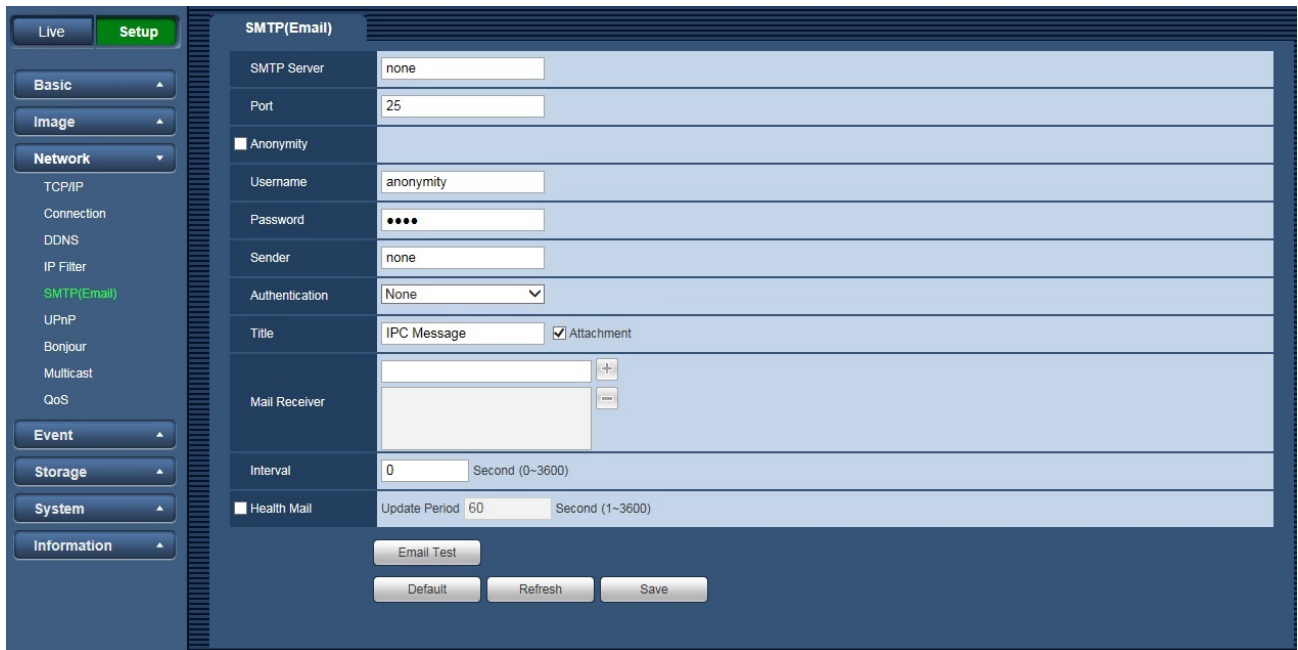 Live Setup
Basic
Image
Network
TCP/IP
Connection
DDNS
IP Filter
SMTP(Email)
UPnP
Bonjour
Multicast
QoS
Event
Storage
System
Information
SMTP(Email)
SMTP Server none
Port 25
Anonymity
Username anonymity
Password ••••
Sender none
Authentication None
Title IPC Message Attachment
Mail Receiver
Interval 0 Second (0~3600)
Health Mail Update Period 60 Second (1~3600)
Email Test
Default Refresh Save